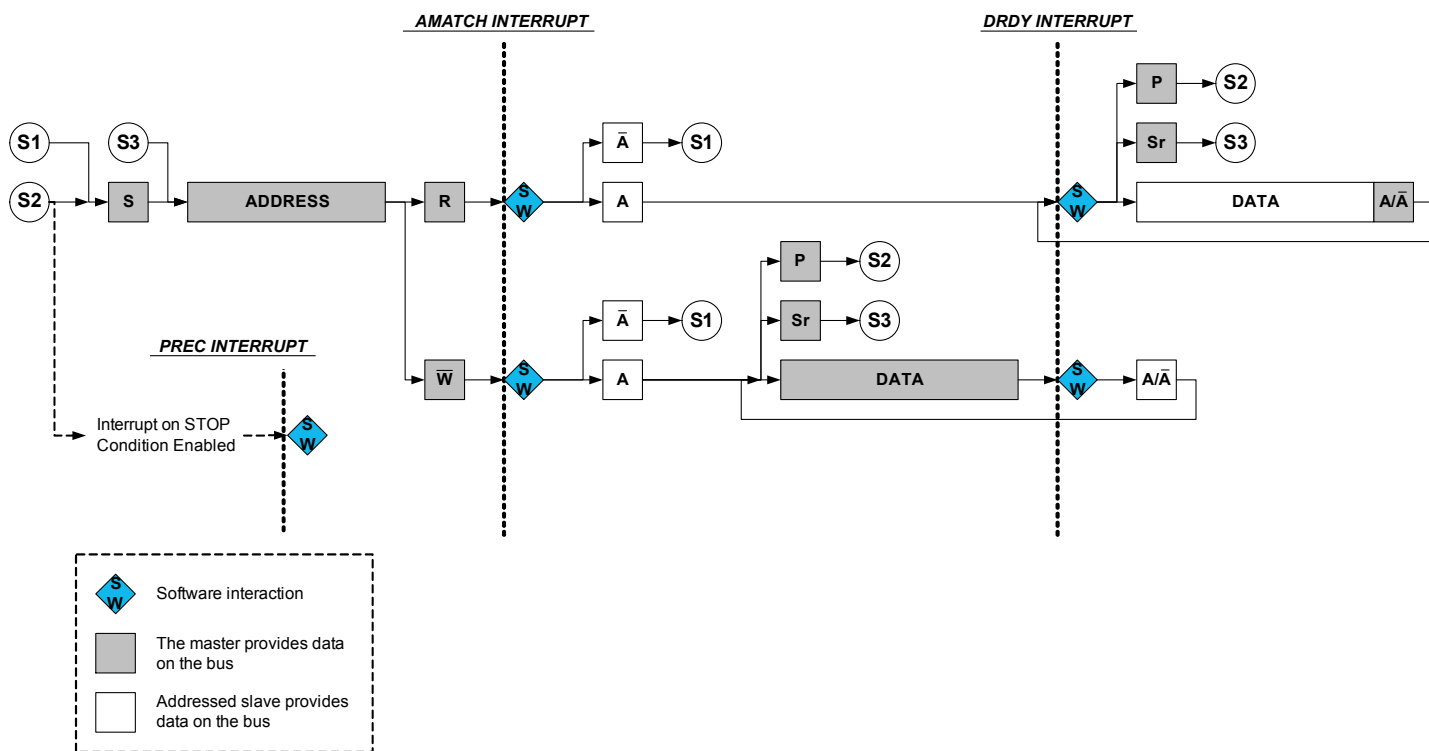 AMATCH INTERRUPT
DRDY INTERRUPT
P
S2
S1
S3
A̅
S1
Sr
S3
S2
S
ADDRESS
R
S
W
A
S
W
DATA
A/A̅
P
S2
A̅
S1
Sr
S3
PREC INTERRUPT
W̅
S
W
A
DATA
S
W
A/A̅
Interrupt on STOP
Condition Enabled
S
W
S
W
Software interaction
The master provides data
on the bus
Addressed slave provides
data on the bus